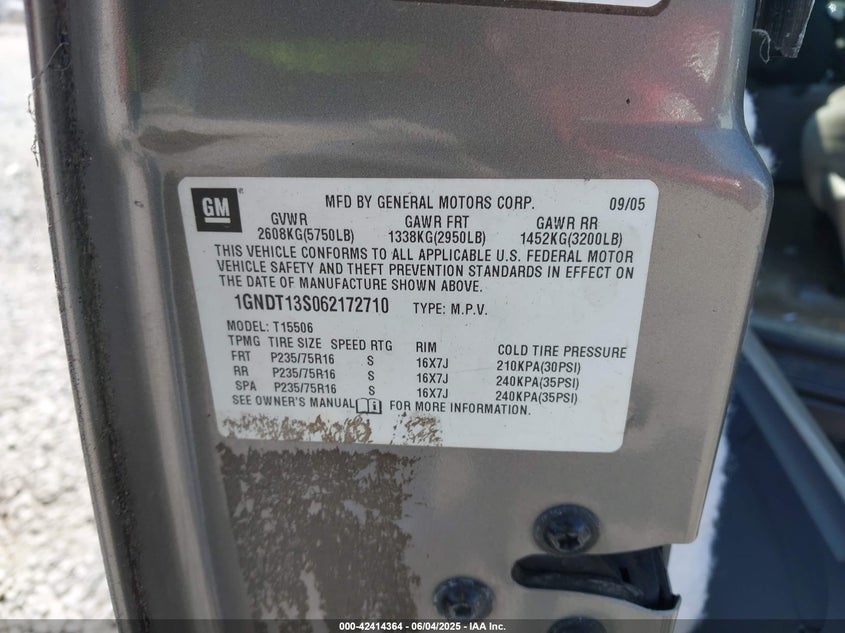 GM®
MFD BY GENERAL MOTORS CORP. 09/05
GVWR GAWR FRT GAWR RR
2608KG(5750LB) 1338KG(2950LB) 1452KG(3200LB)
THIS VEHICLE CONFORMS TO ALL APPLICABLE U.S. FEDERAL MOTOR
VEHICLE SAFETY AND THEFT PREVENTION STANDARDS IN EFFECT ON
THE DATE OF MANUFACTURE SHOWN ABOVE.
1GNDT13S062172710 TYPE: M.P.V.
MODEL: T15506
TPMG TIRE SIZE SPEED RTG RIM COLD TIRE PRESSURE
FRT P235/75R16 S 16X7J 210KPA(30PSI)
RR P235/75R16 S 16X7J 240KPA(35PSI)
SPA P235/75R16 S 16X7J 240KPA(35PSI)
SEE OWNER'S MANUAL FOR MORE INFORMATION.
000-42414364 - 06/04/2025 - IAA Inc.